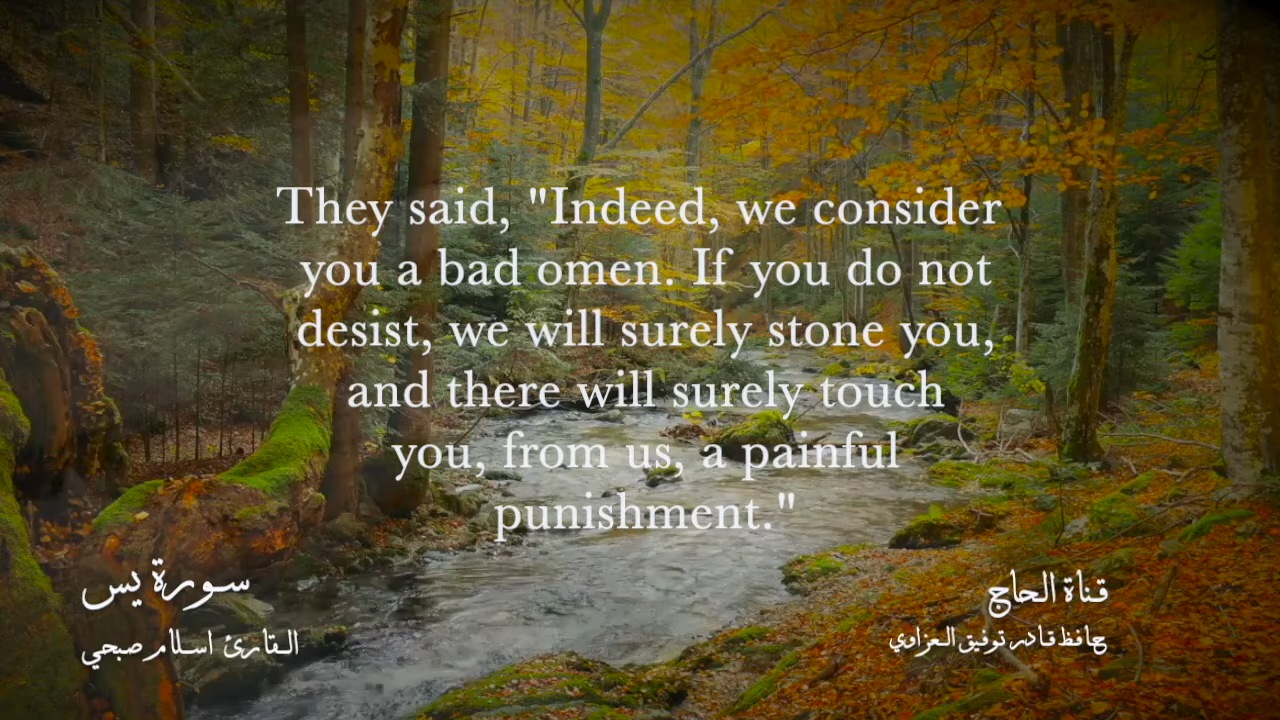 They said, "Indeed, we consider
you a bad omen. If you do not
desist, we will surely stone you,
and there will surely touch
you, from us, a painful
punishment."
سورة يس
القارئ اسلام صبحي
قناة الحاج
حافظ قادر توفيق العزاوي